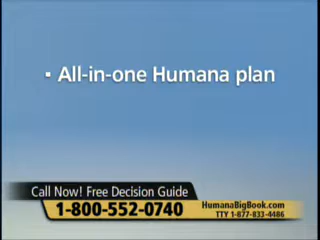 ▪ All-in-one Humana plan
Call Now! Free Decision Guide
1-800-552-0740
HumanaBigBook.com
TTY 1-877-833-4486